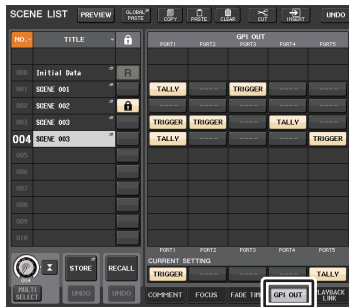 SCENE LIST PREVIEW GLOBAL PASTE COPY PASTE CLEAR CUT INSERT UNDO
NO. TITLE GPI OUT
PORT1 PORT2 PORT3 PORT4 PORT5
000 Initial Data R
001 SCENE 001 TALLY ---- TRIGGER ---- ----
002 SCENE 002 ---- ---- ---- ---- ----
003 SCENE 003 TRIGGER TRIGGER ---- TALLY ----
004 SCENE 003 TALLY ---- ---- ---- TRIGGER
005
006
007
008
009
010
PORT1 PORT2 PORT3 PORT4 PORT5
CURRENT SETTING
STORE RECALL TRIGGER ---- ---- ---- TALLY
004
MULTI SELECT UNDO UNDO COMMENT FOCUS FADE TIM GPI OUT LAYBACK LINK